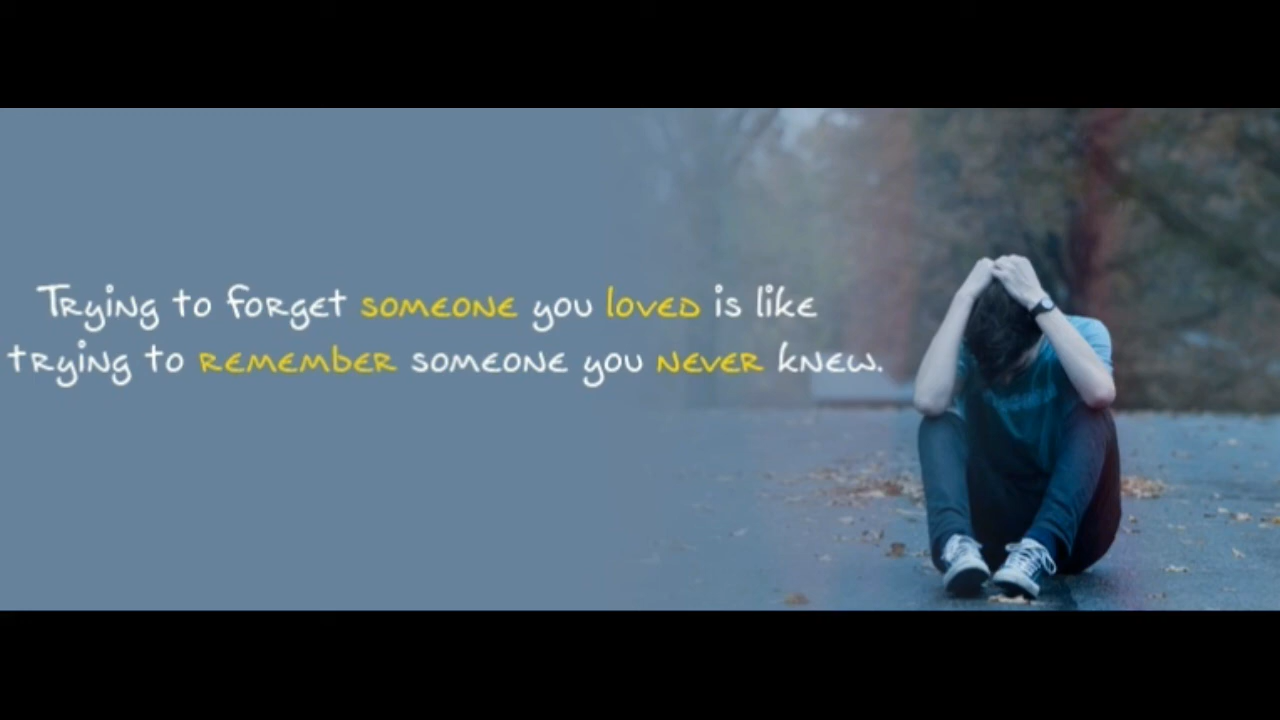 Trying to forget someone you loved is like
trying to remember someone you never knew.